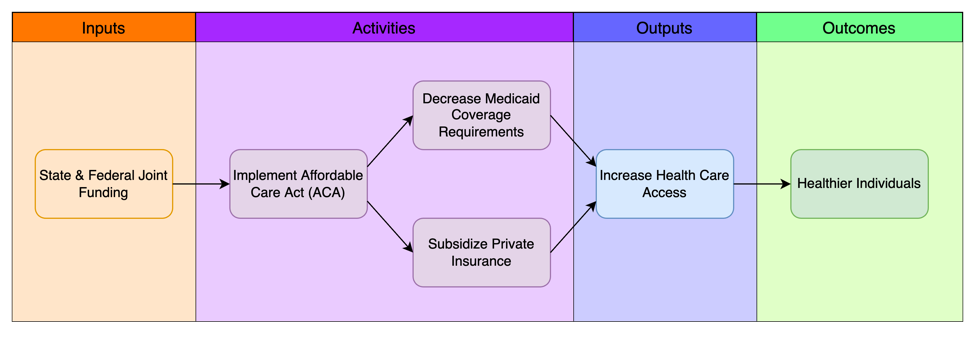 Inputs
Activities
Outputs
Outcomes
State & Federal Joint
Funding
Implement Affordable
Care Act (ACA)
Decrease Medicaid
Coverage
Requirements
Subsidize Private
Insurance
Increase Health Care
Access
Healthier Individuals